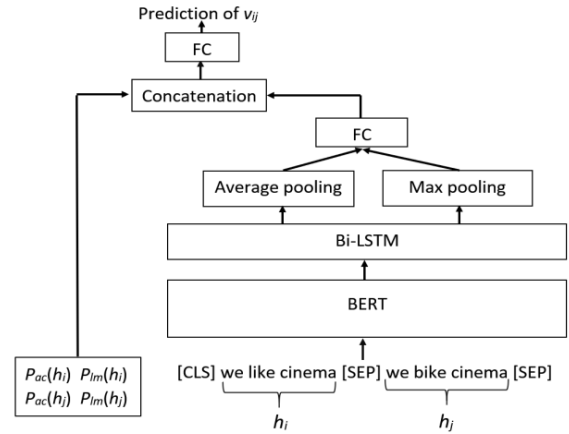 Prediction of vij
FC
Concatenation
FC
Average pooling
Max pooling
Bi-LSTM
BERT
[CLS] we like cinema [SEP] we bike cinema [SEP]
hi
hj
Pac(hi) Plm(hi)
Pac(hj) Plm(hj)